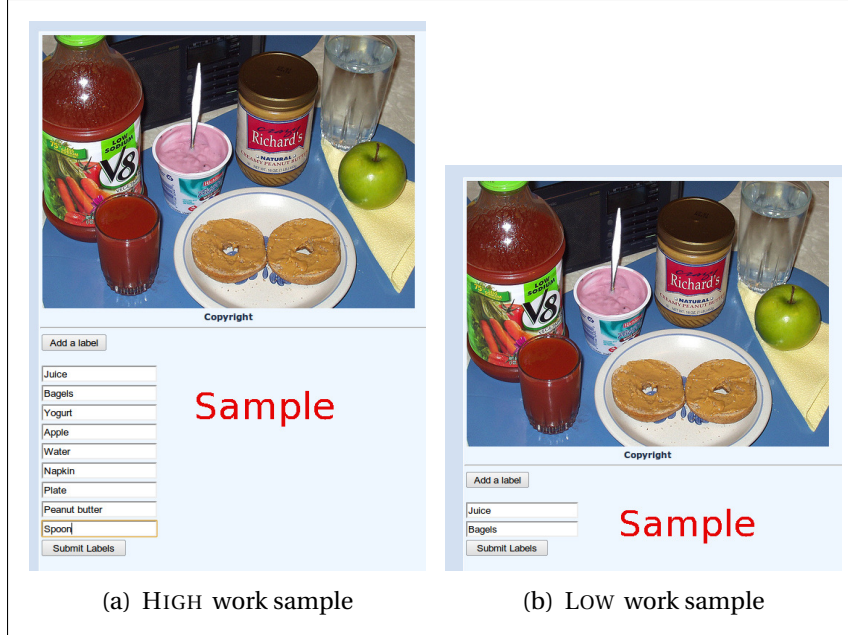 LOW
SODIUM
V8
Richard's
NATURAL
CREAMY PEANUT BUTTER
Copyright
Add a label
Juice
Bagels
Yogurt
Apple
Water
Napkin
Plate
Peanut butter
Spoon
Submit Labels
Sample
(a) HIGH work sample
LOW
SODIUM
V8
Richard's
NATURAL
CREAMY PEANUT BUTTER
Copyright
Add a label
Juice
Bagels
Submit Labels
Sample
(b) LOW work sample